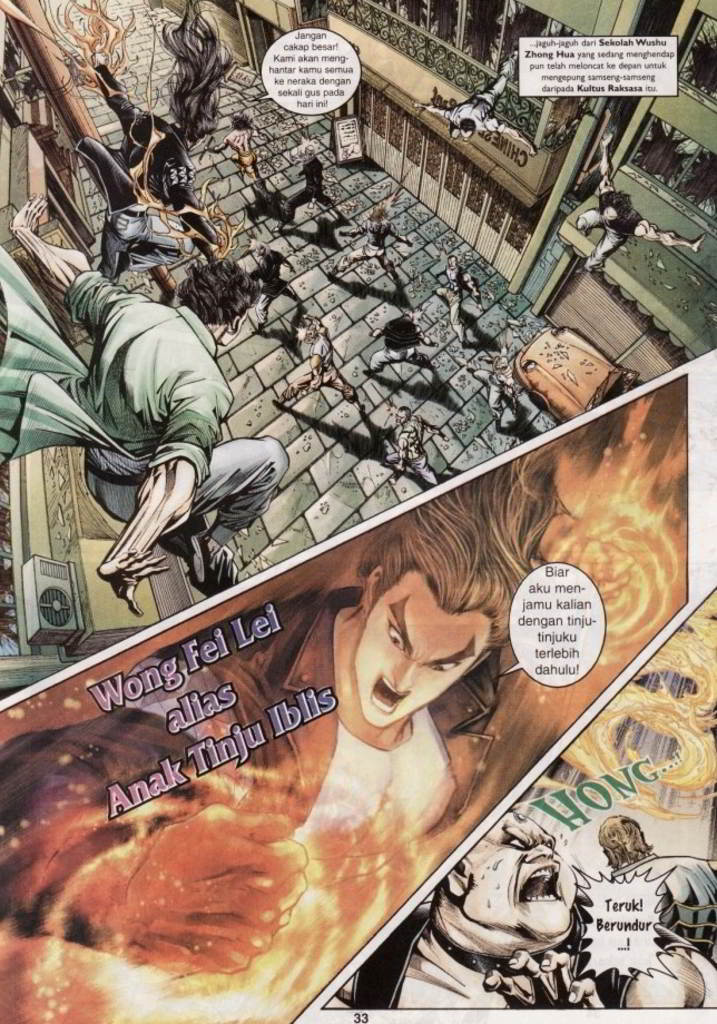 Jangan
cakap besar!
Kami akan meng-
hantar kamu semua
ke neraka dengan
sekali gus pada
hari ini!
...jaguh-jaguh dari Sekolah Wushu
Zhong Hua yang sedang menghendap
pun telah meloncat ke depan untuk
mengepung samseng-samseng
daripada Kultus Raksasa itu.
CHINESE
Biar
aku men-
jamu kalian
dengan tinju-
tinjuku
terlebih
dahulu!
Wong Fei Lei
alias
Anak Tinju Iblis
HONG...!
Teruk!
Berundur
...!
33